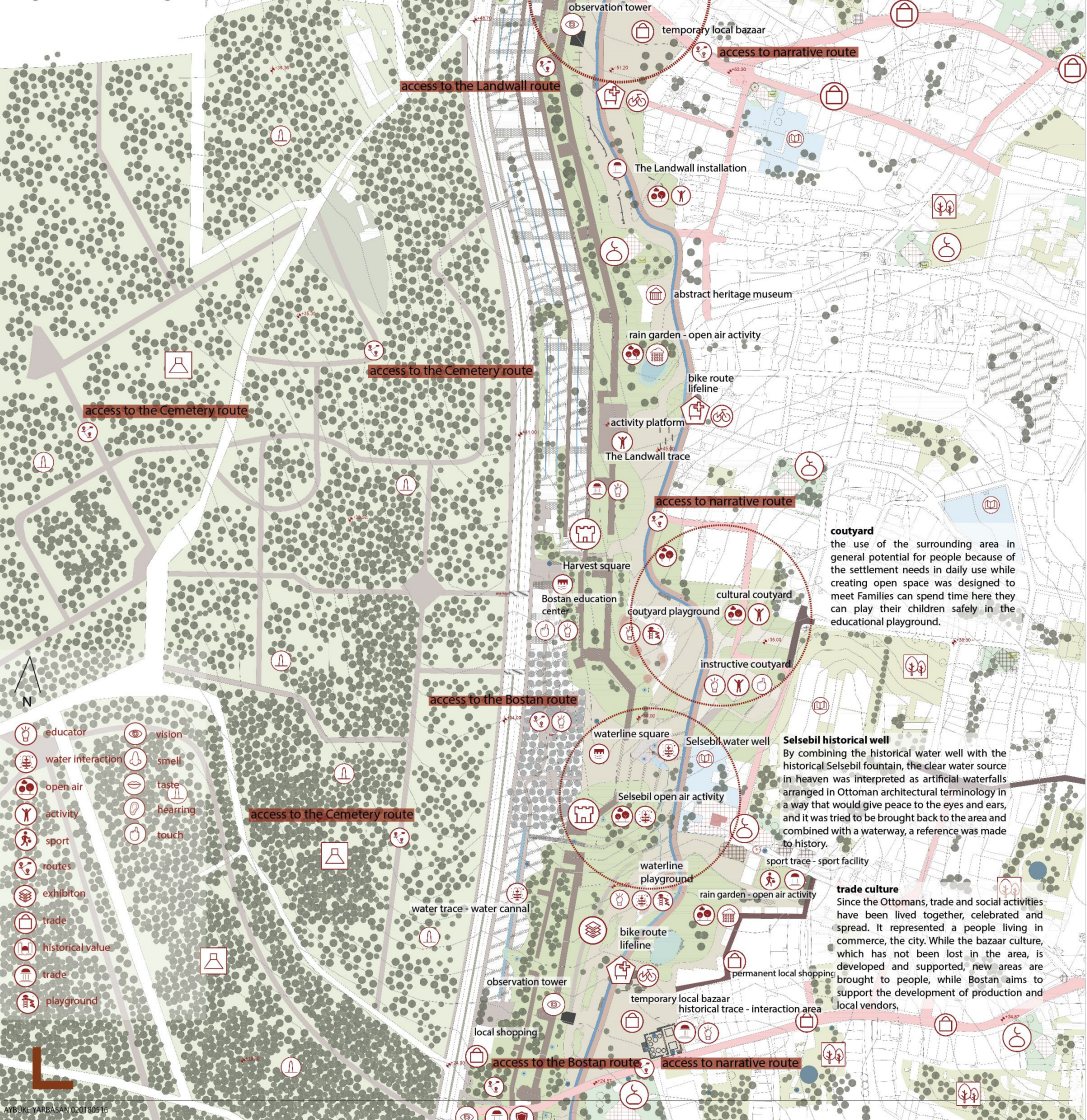 observation tower
temporary local bazaar
access to narrative route
access to the Landwall route
The Landwall installation
abstract heritage museum
rain garden - open air activity
access to the Cemetery route
bike route
lifeline
access to the Cemetery route
activity platform
The Landwall trace
access to narrative route
coutyard
the use of the surrounding area in
general potential for people because of
the settlement needs in daily use while
creating open space was designed to
meet Families can spend time here they
can play their children safely in the
educational playground.
Harvest square
Bostan education
center
cultural coutyard
coutyard playground
instructive coutyard
N
access to the Bostan route
educator
water interaction
open air
activity
sport
routes
exhibiton
trade
historical value
trade
playground
vision
smell
taste
hearring
touch
waterline square
Selsebil water well
Selsebil open air activity
Selsebil historical well
By combining the historical water well with the
historical Selsebil fountain, the clear water source
in heaven was interpreted as artificial waterfalls
arranged in Ottoman architectural terminology in
a way that would give peace to the eyes and ears,
and it was tried to be brought back to the area and
combined with a waterway, a reference was made
to history.
access to the Cemetery route
sport trace - sport facility
waterline
playground
rain garden - open air activity
trade culture
Since the Ottomans, trade and social activities
have been lived together, celebrated and
spread. It represented a people living in
commerce, the city. While the bazaar culture,
which has not been lost in the area, is
developed and supported, new areas are
brought to people, while Bostan aims to
support the development of production and
local vendors.
water trace - water cannal
bike route
lifeline
permanent local shopping
observation tower
temporary local bazaar
historical trace - interaction area
local shopping
access to the Bostan route
access to narrative route